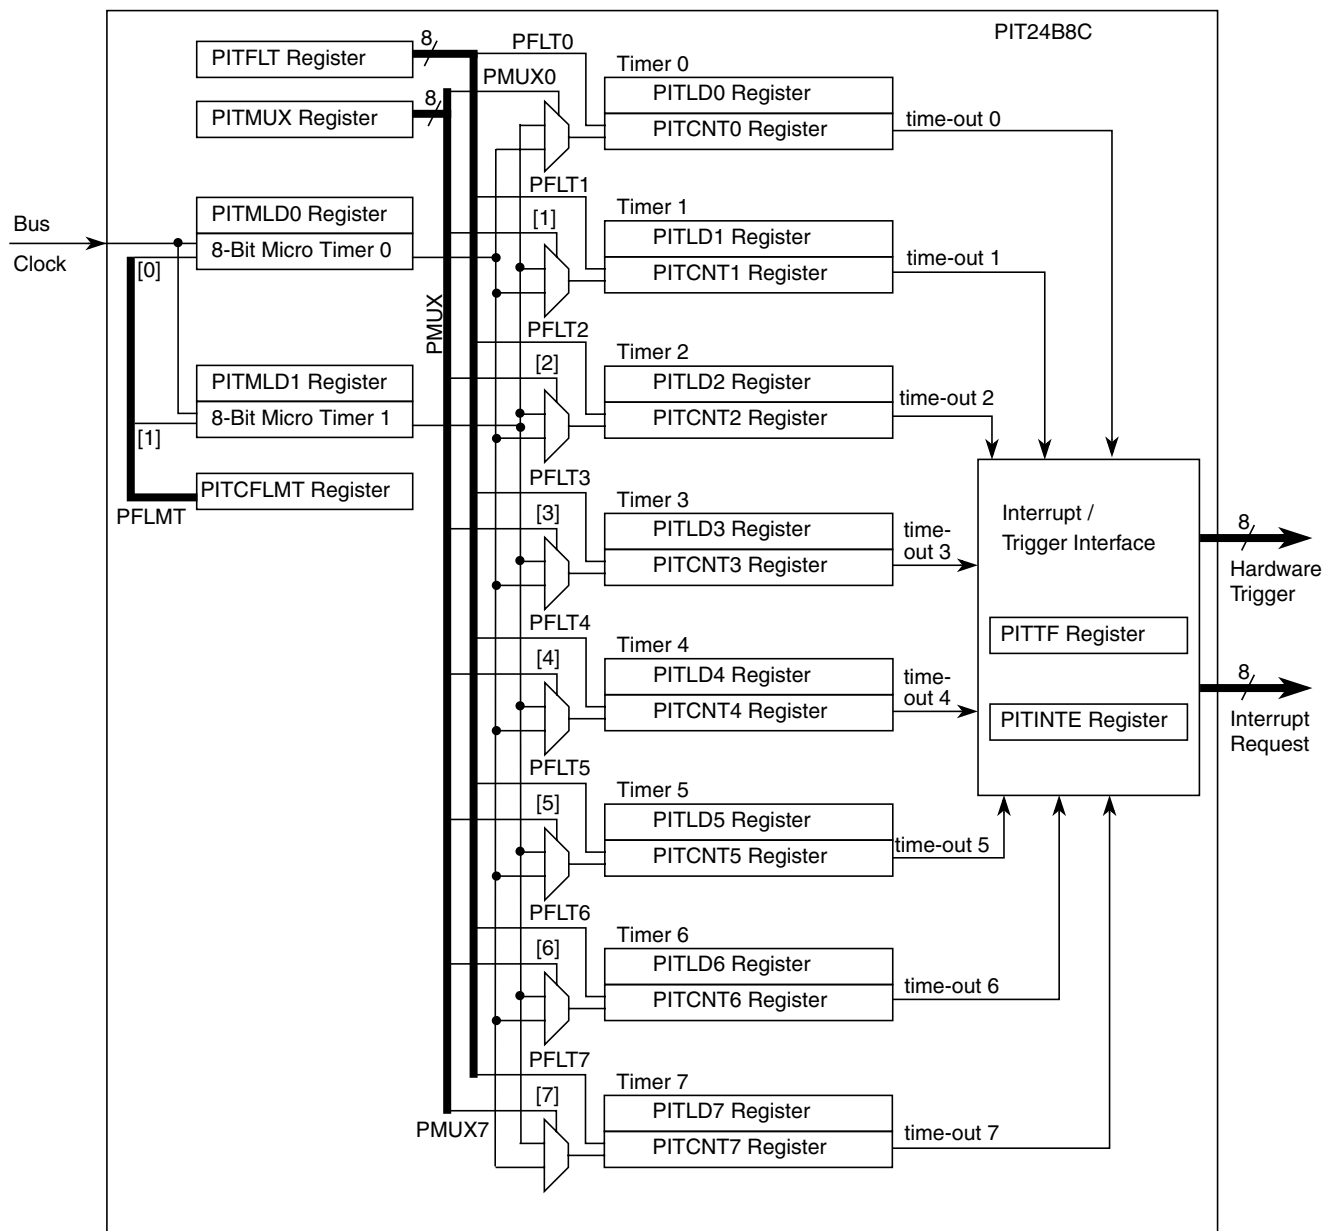 PIT24B8C
PITFLT Register
8
PITMUX Register
8
PFLT0
PMUX0
Timer 0
PITLD0 Register
PITCNT0 Register
time-out 0
Bus
Clock
PITMLD0 Register
8-Bit Micro Timer 0
[0]
PITMLD1 Register
8-Bit Micro Timer 1
[1]
PITCFLMT Register
PFLMT
PMUX
PFLT1
[1]
Timer 1
PITLD1 Register
PITCNT1 Register
time-out 1
PFLT2
[2]
Timer 2
PITLD2 Register
PITCNT2 Register
time-out 2
PFLT3
[3]
Timer 3
PITLD3 Register
PITCNT3 Register
time-
out 3
PFLT4
[4]
Timer 4
PITLD4 Register
PITCNT4 Register
time-
out 4
PFLT5
[5]
Timer 5
PITLD5 Register
PITCNT5 Register
time-out 5
PFLT6
[6]
Timer 6
PITLD6 Register
PITCNT6 Register
time-out 6
PFLT7
[7]
PMUX7
Timer 7
PITLD7 Register
PITCNT7 Register
time-out 7
Interrupt /
Trigger Interface
PITTF Register
PITINTE Register
8
Hardware
Trigger
8
Interrupt
Request